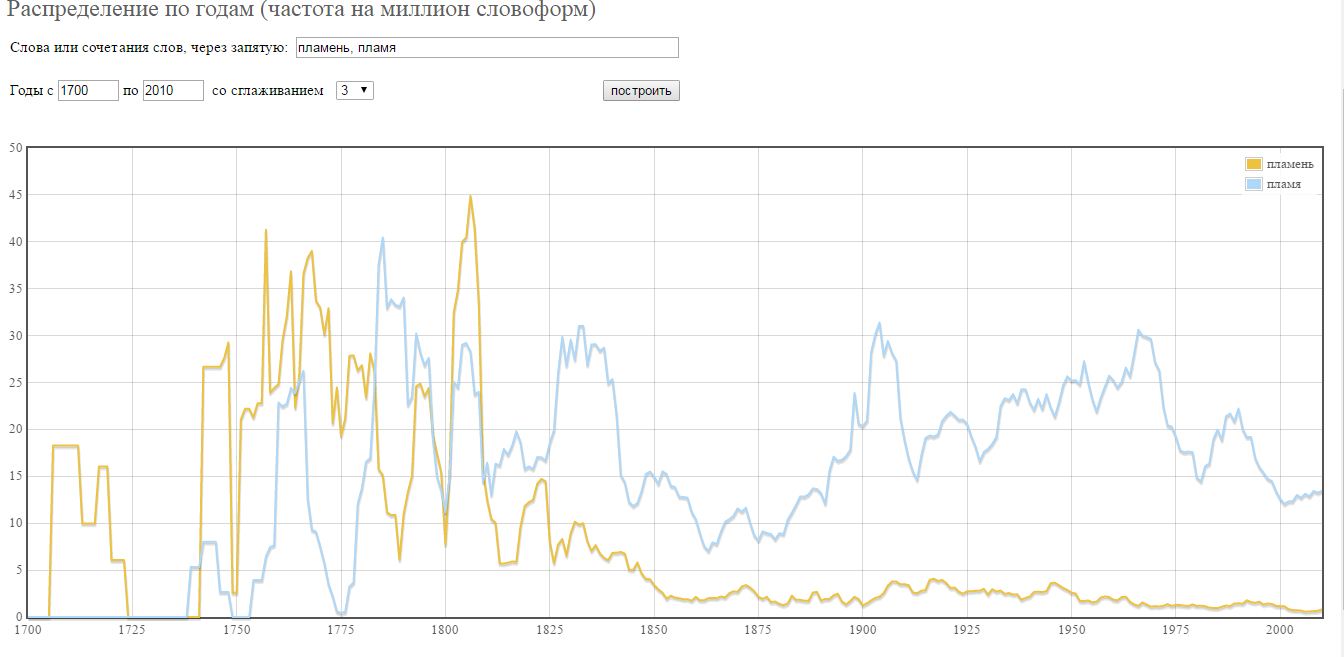 Распределение по годам (частота на миллион словоформ)
Слова или сочетания слов, через запятую: пламень, пламя
Годы с 1700 по 2010 со сглаживанием 3 построить
50
45
40
35
30
25
20
15
10
5
0
пламень
пламя
1700 1725 1750 1775 1800 1825 1850 1875 1900 1925 1950 1975 2000